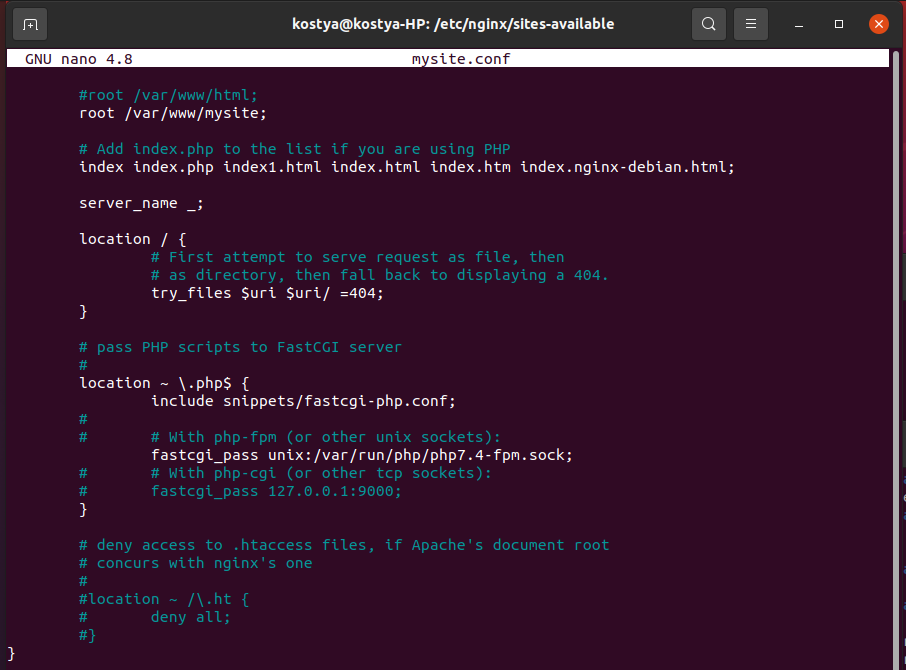 kostya@kostya-HP: /etc/nginx/sites-available
GNU nano 4.8 mysite.conf
#root /var/www/html;
root /var/www/mysite;
# Add index.php to the list if you are using PHP
index index.php index1.html index.html index.htm index.nginx-debian.html;
server_name _;
location / {
# First attempt to serve request as file, then
# as directory, then fall back to displaying a 404.
try_files $uri $uri/ =404;
}
# pass PHP scripts to FastCGI server
#
location ~ \.php$ {
include snippets/fastcgi-php.conf;
#
# # With php-fpm (or other unix sockets):
fastcgi_pass unix:/var/run/php/php7.4-fpm.sock;
# # With php-cgi (or other tcp sockets):
# fastcgi_pass 127.0.0.1:9000;
}
# deny access to .htaccess files, if Apache's document root
# concurs with nginx's one
#
#location ~ /\.ht {
# deny all;
#}
}